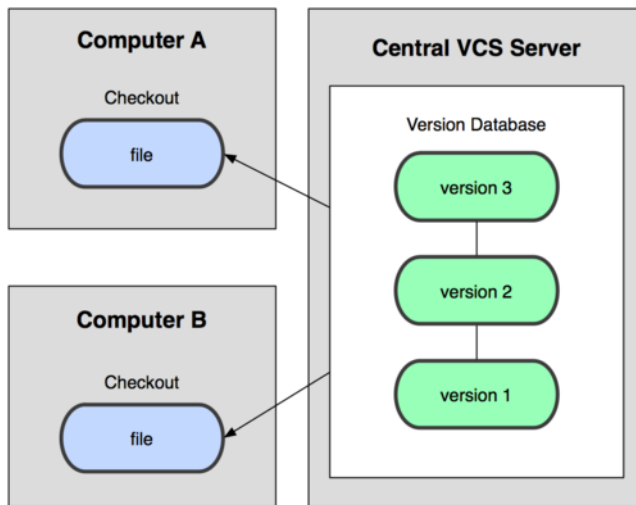 Computer A
Checkout
file
Computer B
Checkout
file
Central VCS Server
Version Database
version 3
version 2
version 1